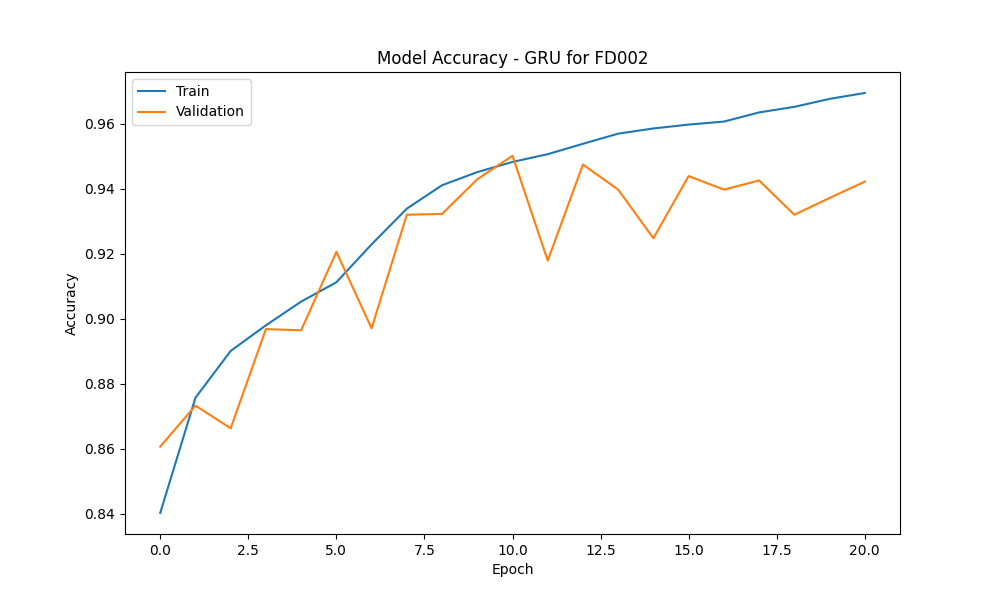 Model Accuracy - GRU for FD002
Train
Validation
Accuracy
0.96
0.94
0.92
0.90
0.88
0.86
0.84
0.0 2.5 5.0 7.5 10.0 12.5 15.0 17.5 20.0
Epoch